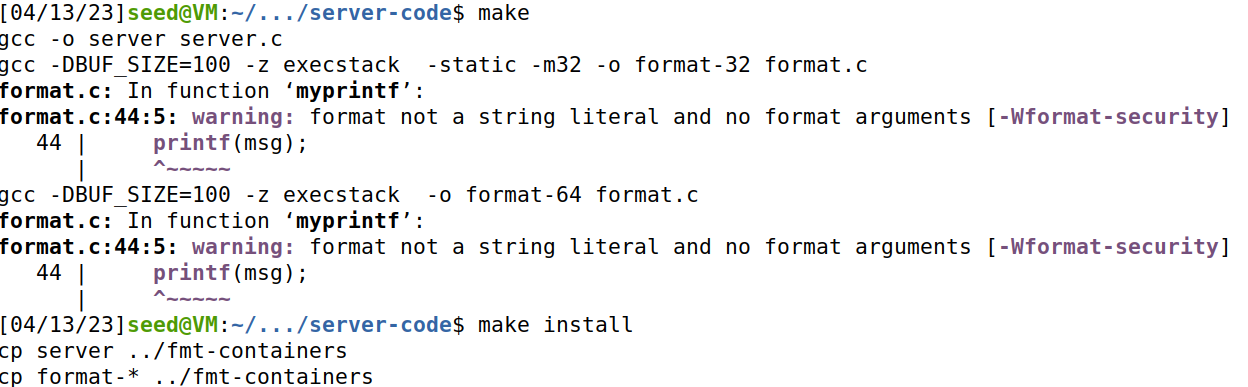 [04/13/23]seed@VM:~/.../server-code$ make
gcc -o server server.c
gcc -DBUF_SIZE=100 -z execstack  -static -m32 -o format-32 format.c
format.c: In function ‘myprintf’:
format.c:44:5: warning: format not a string literal and no format arguments [-Wformat-security]
   44 |     printf(msg);
      |     ^~~~~~
gcc -DBUF_SIZE=100 -z execstack  -o format-64 format.c
format.c: In function ‘myprintf’:
format.c:44:5: warning: format not a string literal and no format arguments [-Wformat-security]
   44 |     printf(msg);
      |     ^~~~~~
[04/13/23]seed@VM:~/.../server-code$ make install
cp server ../fmt-containers
cp format-* ../fmt-containers